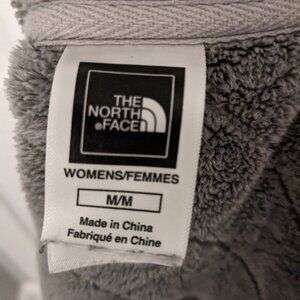 THE
NORTH
FACE
WOMENS/FEMMES
M/M
Made in China
Fabriqué en Chine